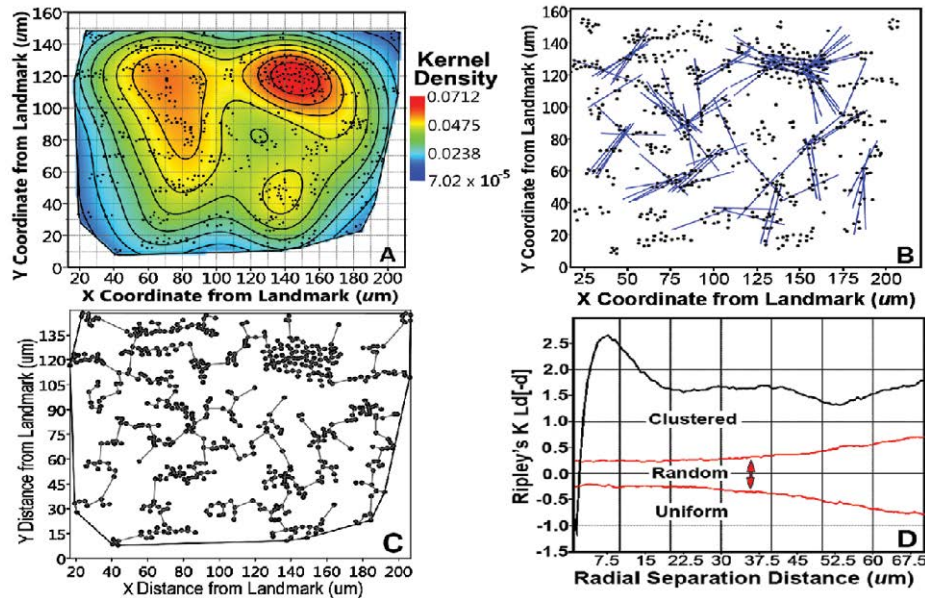 160
140
120
100
80
60
40
20
0
Y Coordinate from Landmark (um)
20 40 60 80 100 120 140 160 180 200
X Coordinate from Landmark (um)
A
Kernel
Density
0.0712
0.0475
0.0238
7.02 x 10-5
160
140
120
100
80
60
40
20
0
Y Coordinate from Landmark (um)
25 50 75 100 125 150 175 200
X Coordinate from Landmark (um)
B
135
120
105
90
75
60
45
30
15
0
Y Distance from Landmark (um)
20 40 60 80 100 120 140 160 180 200
X Distance from Landmark (um)
C
2.5
2.0
1.5
1.0
0.5
0.0
-0.5
-1.0
-1.5
Ripley's K Ld[-d]
Clustered
Random
Uniform
D
7.5 15 22.5 30 37.5 45 52.5 60 67.5
Radial Separation Distance (um)